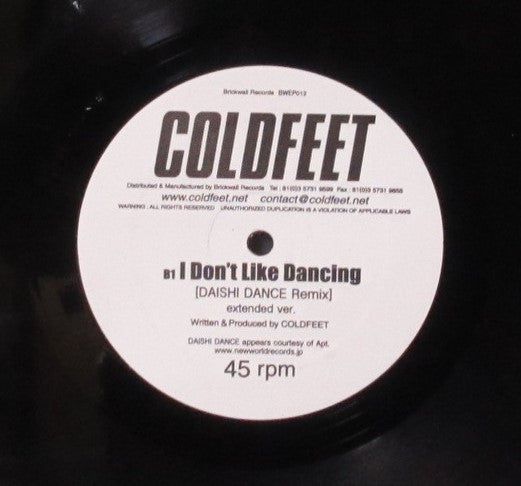 Brickwall Records BWEP013
COLDFEET
Distributed & Manufactured by Brickwall Records Tel : 81(0)3 5731 9599 Fax : 81(0)3 5731 9858
www.coldfeet.net contact@coldfeet.net
WARNING : ALL RIGHTS RESERVED UNAUTHORIZED DUPLICATION IS A VIOLATION OF APPLICABLE LAWS
B1 I Don't Like Dancing
[DAISHI DANCE Remix]
extended ver.
Written & Produced by COLDFEET
DAISHI DANCE appears courtesy of Apt.
www.newworldrecords.jp
45 rpm